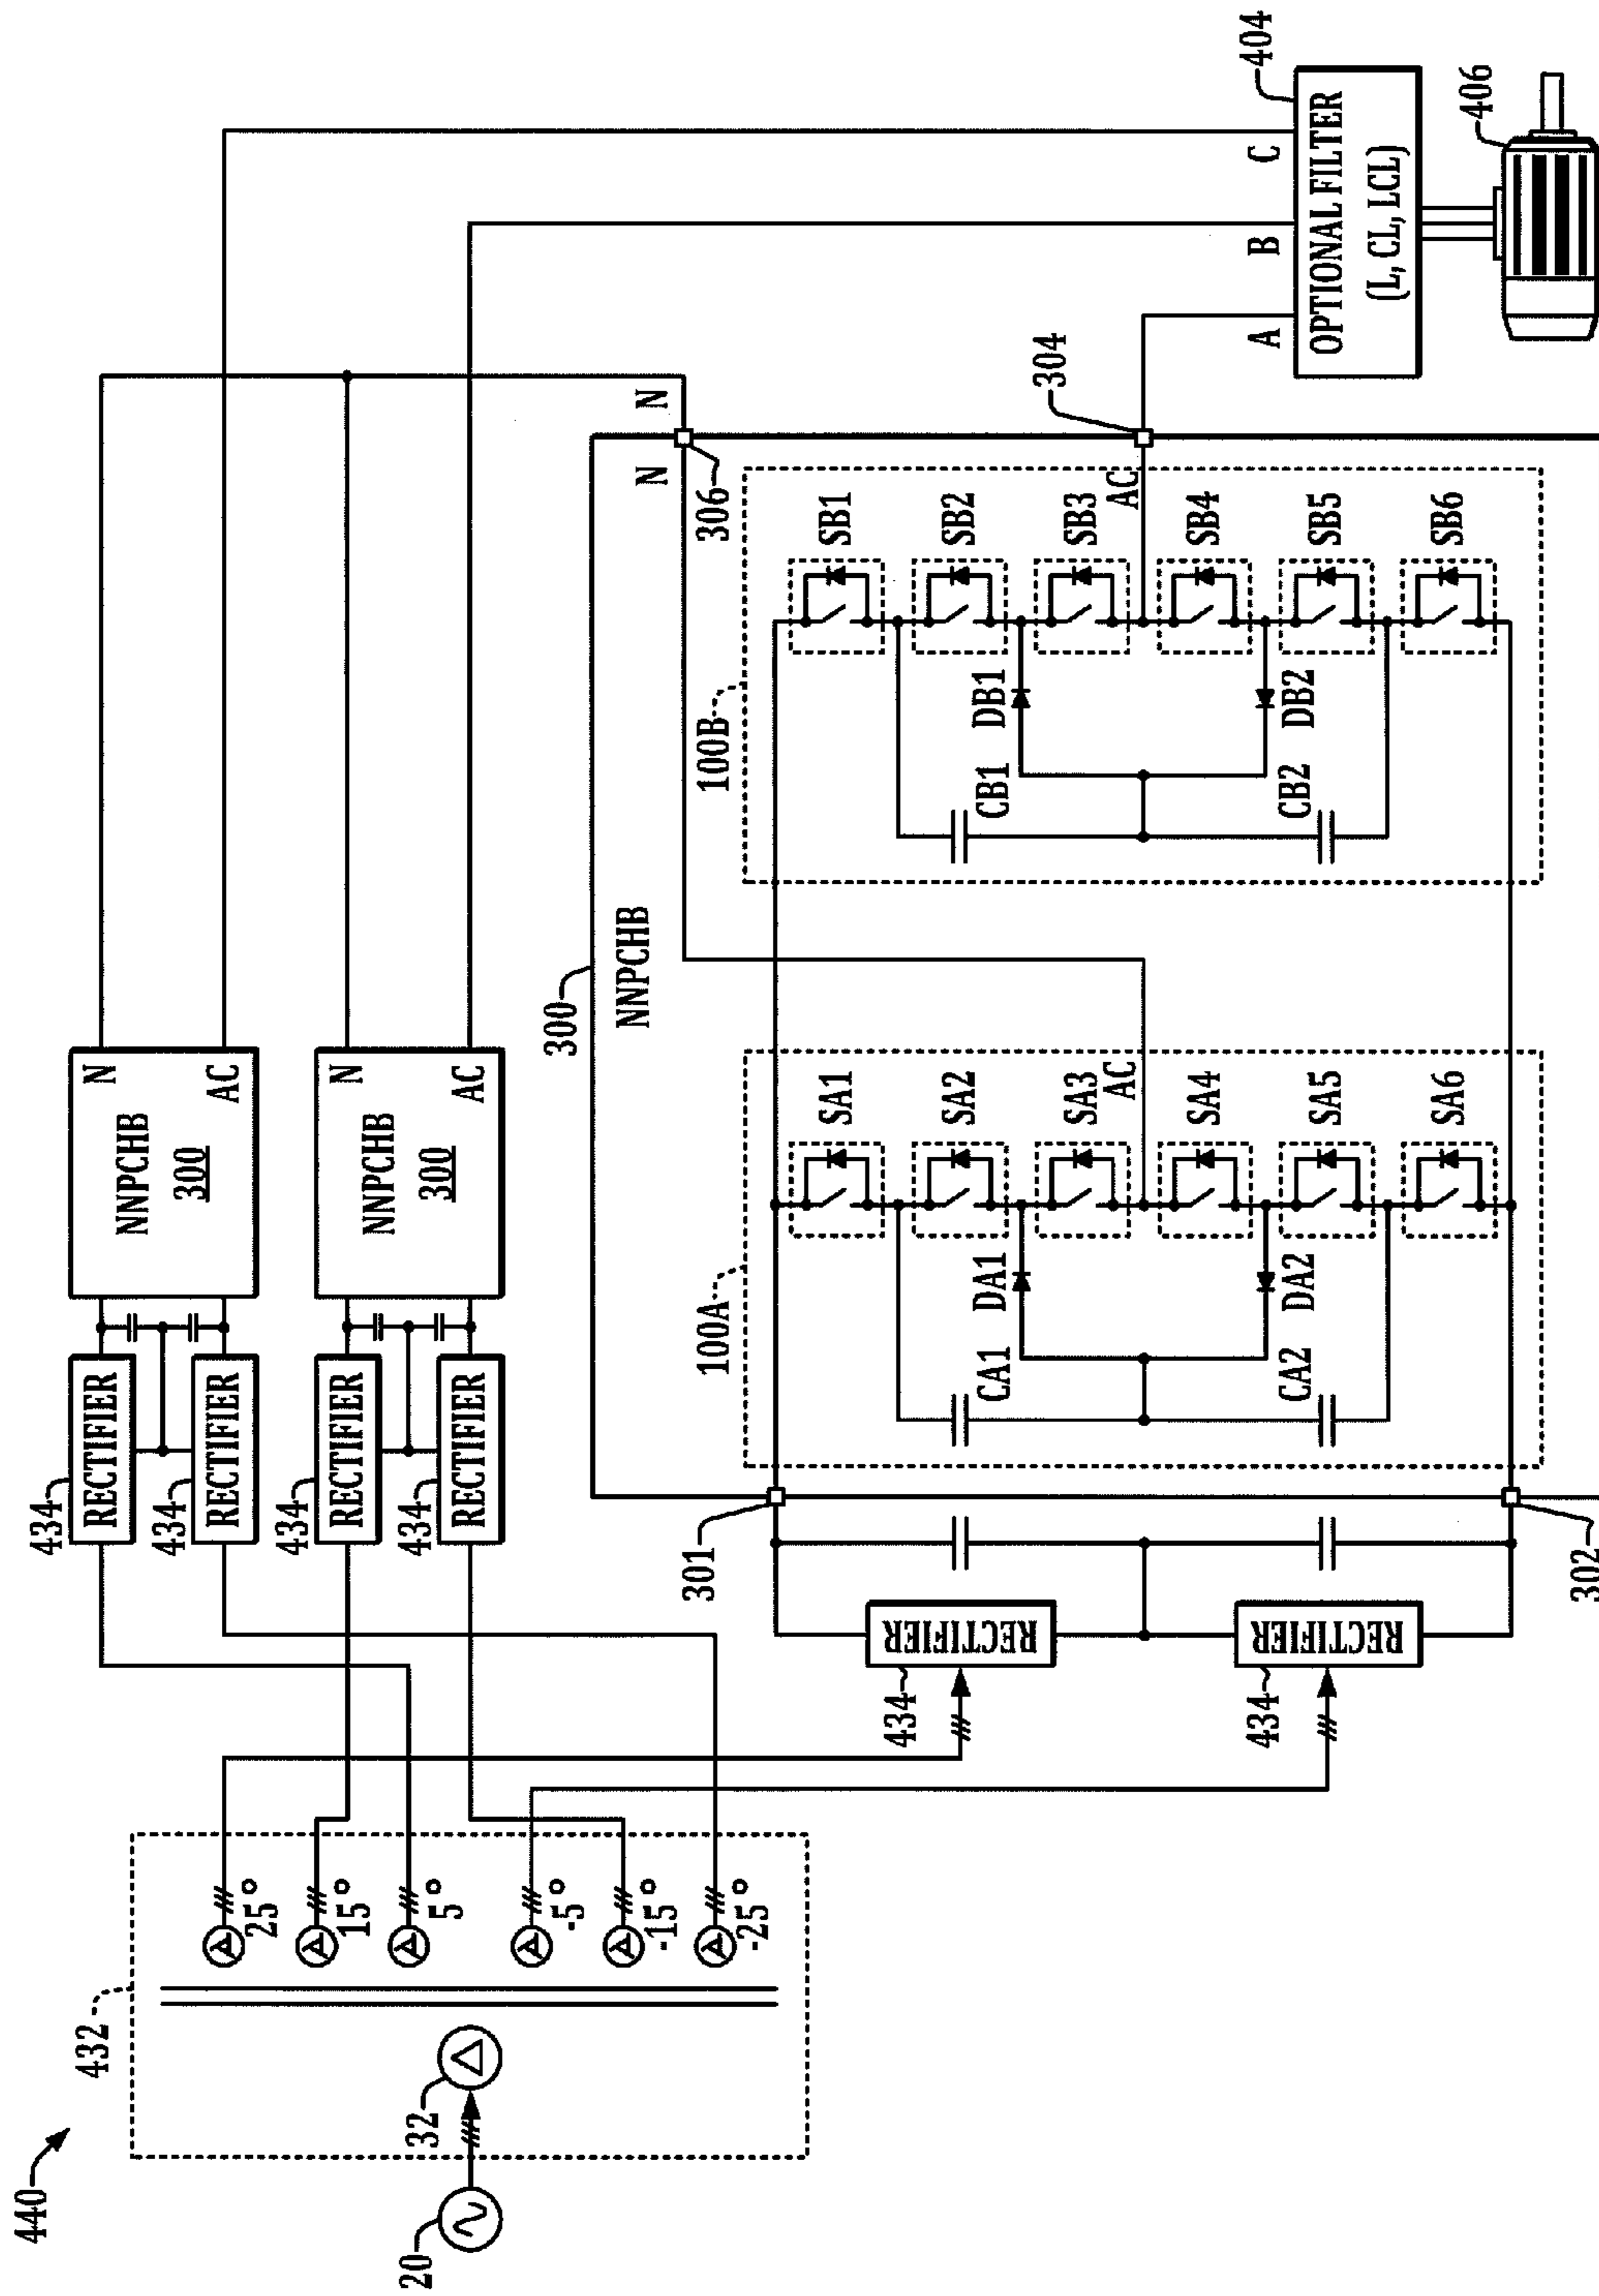 440
20
32
432
25°
15°
5°
-5°
-15°
-25°
434
RECTIFIER
434
RECTIFIER
434
RECTIFIER
434
RECTIFIER
NNPCHB
300
N
AC
NNPCHB
300
N
AC
434
RECTIFIER
434
RECTIFIER
301
302
300
NNPCHB
100A
CA1
CA2
DA1
DA2
SA1
SA2
SA3
AC
SA4
SA5
SA6
100B
CB1
CB2
DB1
DB2
SB1
SB2
SB3
AC
SB4
SB5
SB6
N
306
N
304
A
B
C
OPTIONAL FILTER
(L, CL, LCL)
404
406